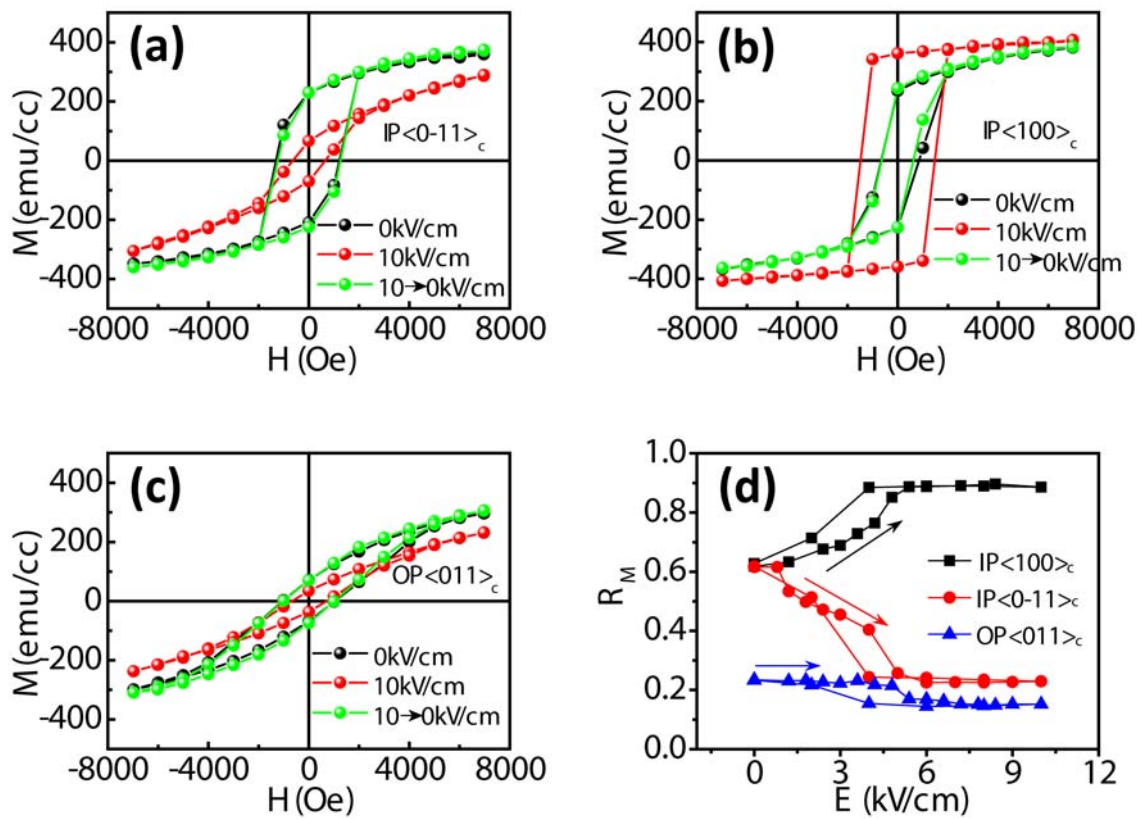 (a)
400
200
0
-200
-400
M(emu/cc)
IP<0-11>c
0kV/cm
10kV/cm
10→0kV/cm
-8000 -4000 0 4000 8000
H (Oe)
(b)
400
200
0
-200
-400
M(emu/cc)
IP<100>c
0kV/cm
10kV/cm
10→0kV/cm
-8000 -4000 0 4000 8000
H (Oe)
(c)
400
200
0
-200
-400
M(emu/cc)
OP<011>c
0kV/cm
10kV/cm
10→0kV/cm
-8000 -4000 0 4000 8000
H (Oe)
(d)
1.0
0.8
0.6
0.4
0.2
0.0
RM
IP<100>c
IP<0-11>c
OP<011>c
0 3 6 9 12
E (kV/cm)